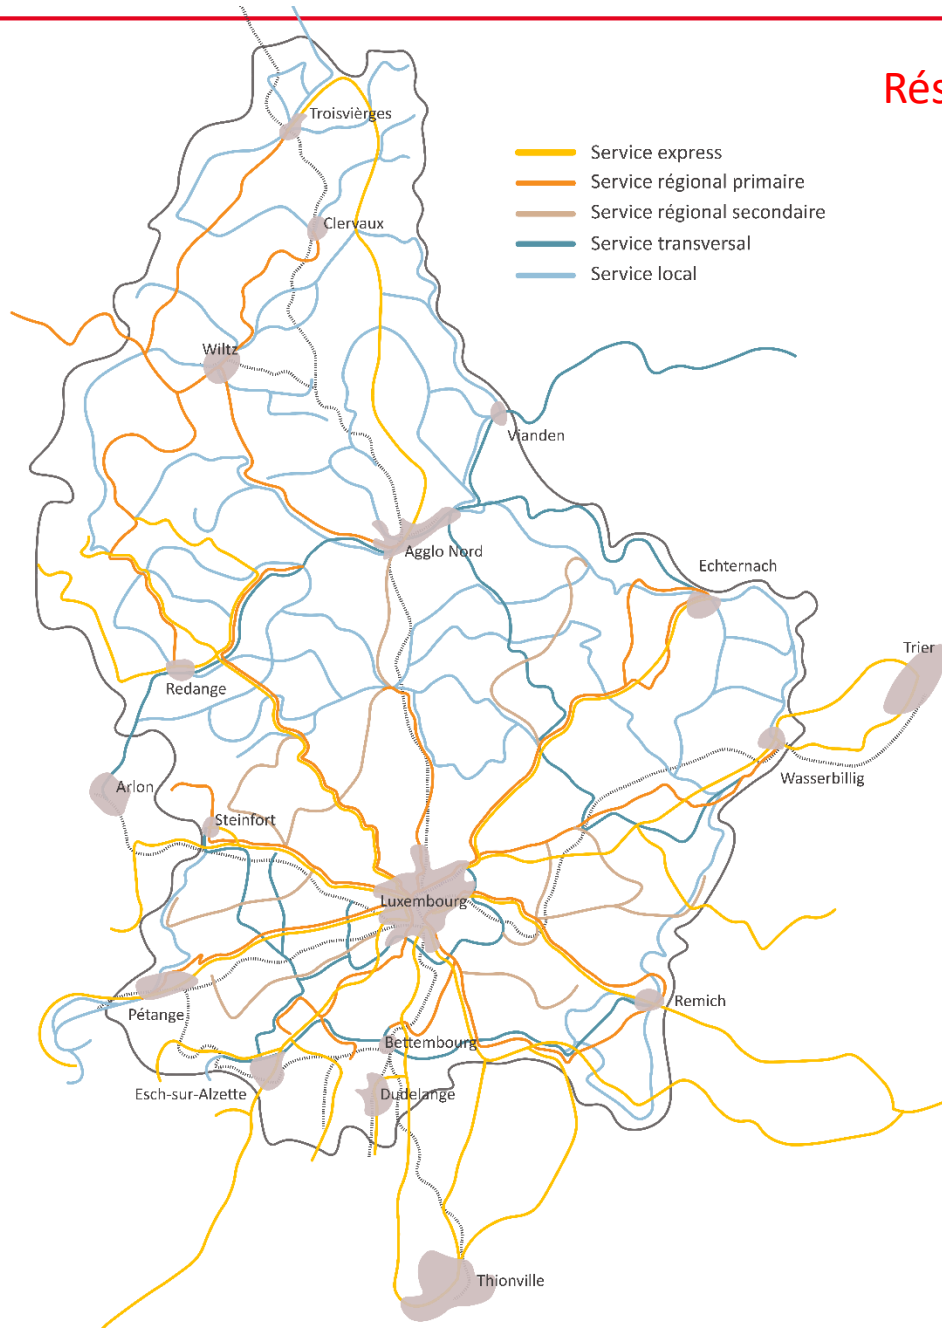 Rés
Troisvièrges
Service express
Service régional primaire
Service régional secondaire
Clervaux
Service transversal
Service local
Wiltz
Vianden
Agglo Nord
Echternach
Trier
Redange
Wasserbillig
Arlon
Steinfort
Luxembourg
Remich
Pétange
Bettembourg
Esch-sur-Alzette
Dudelange
Thionville